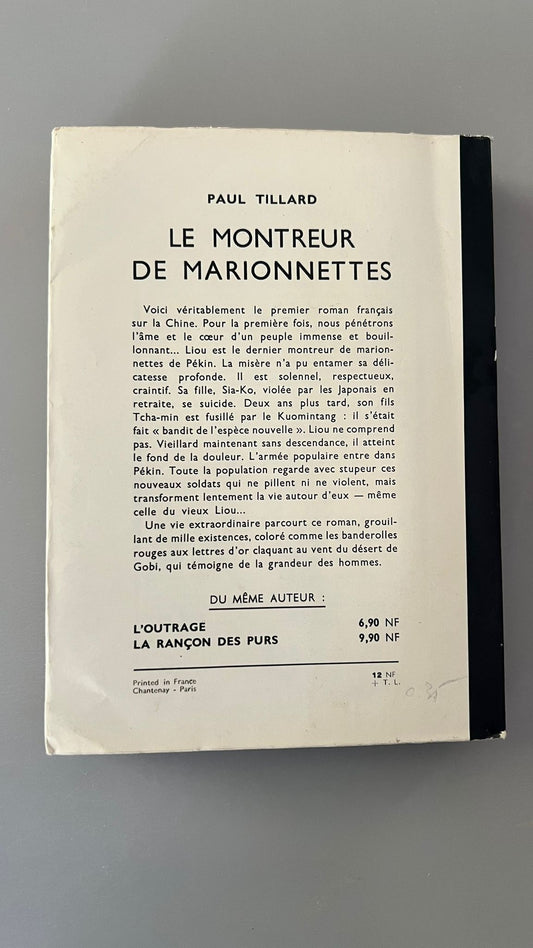 PAUL TILLARD
LE MONTREUR
DE MARIONNETTES
Voici véritablement le premier roman français
sur la Chine. Pour la première fois, nous pénétrons
l'âme et le cœur d'un peuple immense et bouil-
lonnant... Liou est le dernier montreur de marion-
nettes de Pékin. La misère n'a pu entamer sa déli-
catesse profonde. Il est solennel, respectueux,
craintif. Sa fille, Sia-Ko, violée par les Japonais en
retraite, se suicide. Deux ans plus tard, son fils
Tcha-min est fusillé par le Kuomintang : il s'était
fait « bandit de l'espèce nouvelle ». Liou ne comprend
pas. Vieillard maintenant sans descendance, il atteint
le fond de la douleur. L'armée populaire entre dans
Pékin. Toute la population regarde avec stupeur ces
nouveaux soldats qui ne pillent ni ne violent, mais
transforment lentement la vie autour d'eux — même
celle du vieux Liou...
Une vie extraordinaire parcourt ce roman, grouil-
lant de mille existences, coloré comme les banderolles
rouges aux lettres d'or claquant au vent du désert de
Gobi, qui témoigne de la grandeur des hommes.
DU MÊME AUTEUR :
L'OUTRAGE 6,90 NF
LA RANÇON DES PURS 9,90 NF
Printed in France 12 NF
Chantenay - Paris + T. L.